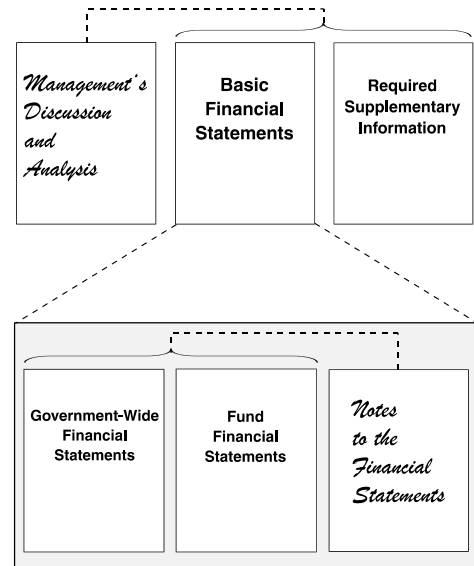 Management's
Discussion
and
Analysis
Basic
Financial
Statements
Required
Supplementary
Information
Government-Wide
Financial
Statements
Fund
Financial
Statements
Notes
to the
Financial
Statements